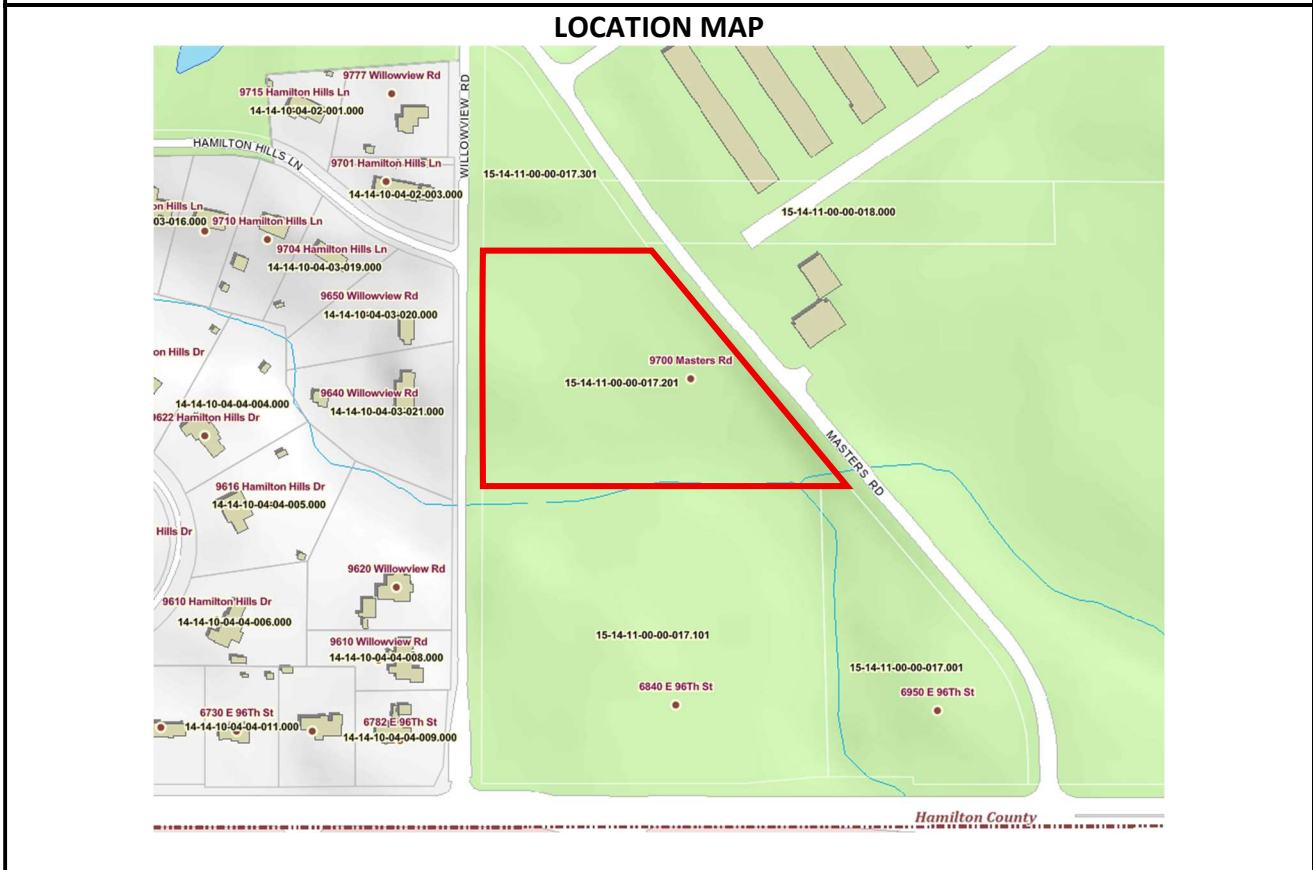 LOCATION MAP
9777 Willowview Rd
9715 Hamilton Hills Ln
14-14-10-04-02-001.000
WILLOWVIEW RD
HAMILTON HILLS LN
9701 Hamilton Hills Ln
14-14-10-04-02-003.000
15-14-11-00-00-017.301
on Hills Ln
03-016.000
9710 Hamilton Hills Ln
15-14-11-00-00-018.000
9704 Hamilton Hills Ln
14-14-10-04-03-019.000
9650 Willowview Rd
14-14-10-04-03-020.000
on Hills Dr
9700 Masters Rd
15-14-11-00-00-017.201
9640 Willowview Rd
14-14-10-04-03-021.000
14-14-10-04-04-004.000
9622 Hamilton Hills Dr
MASTERS RD
9616 Hamilton Hills Dr
14-14-10-04-04-005.000
Hills Dr
9620 Willowview Rd
9610 Hamilton Hills Dr
14-14-10-04-04-006.000
9610 Willowview Rd
14-14-10-04-04-008.000
15-14-11-00-00-017.101
15-14-11-00-00-017.001
6840 E 96Th St
6950 E 96Th St
6730 E 96Th St
14-14-10-04-04-011.000
6782 E 96Th St
14-14-10-04-04-009.000
Hamilton County